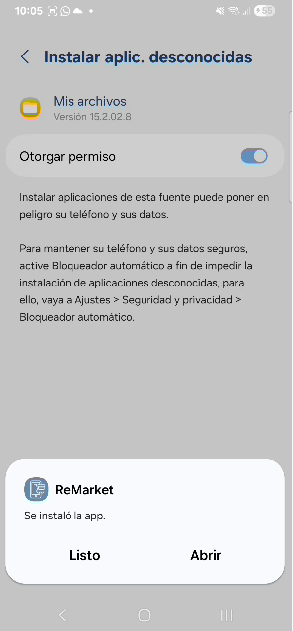 10:05
55
Instalar aplic. desconocidas
Mis archivos
Versión 15.2.02.8
Otorgar permiso
Instalar aplicaciones de esta fuente puede poner en
peligro su teléfono y sus datos.
Para mantener su teléfono y sus datos seguros,
active Bloqueador automático a fin de impedir la
instalación de aplicaciones desconocidas, para
ello, vaya a Ajustes > Seguridad y privacidad >
Bloqueador automático.
ReMarket
Se instaló la app.
Listo
Abrir